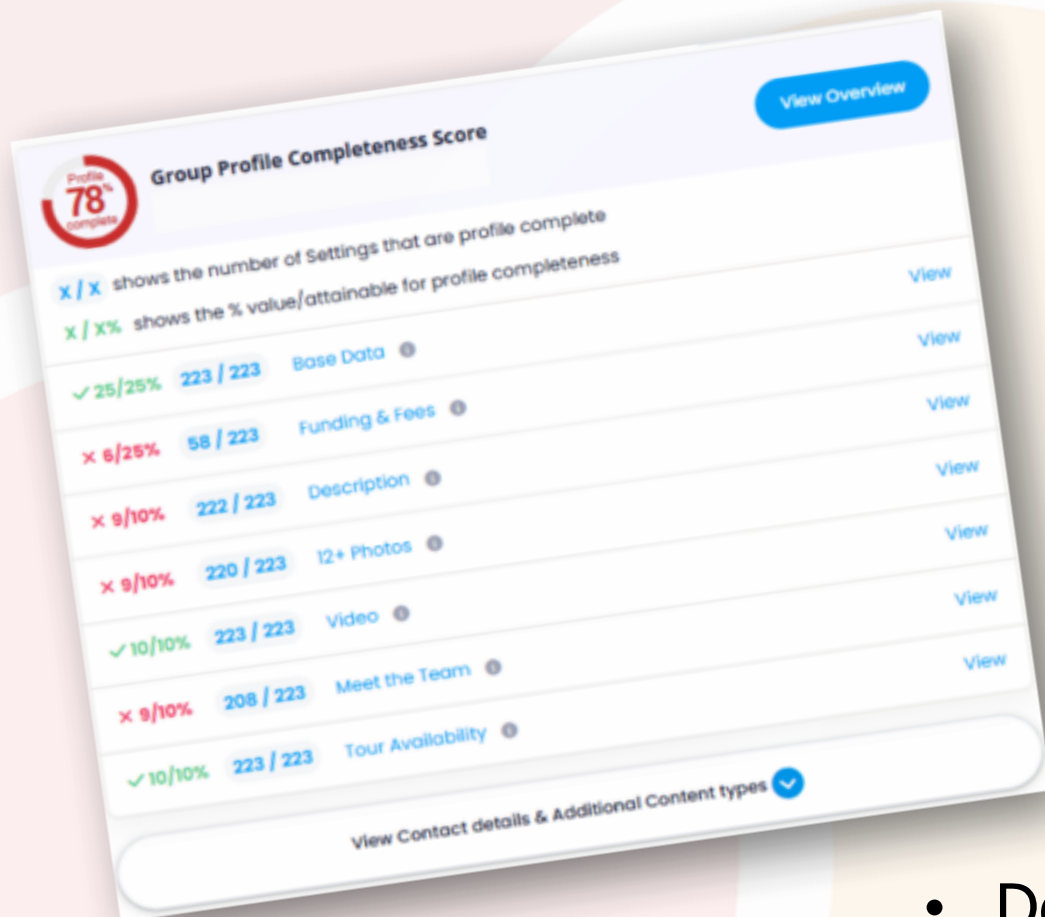 View Overview
Profile
78%
complete
Group Profile Completeness Score
X / X shows the number of Settings that are profile complete
X / X% shows the % value/attainable for profile completeness
25/25% 223 / 223 Base Data View
6/25% 58 / 223 Funding & Fees View
9/10% 222 / 223 Description View
9/10% 220 / 223 12+ Photos View
10/10% 223 / 223 Video View
9/10% 208 / 223 Meet the Team View
10/10% 223 / 223 Tour Availability View
View Contact details & Additional Content types